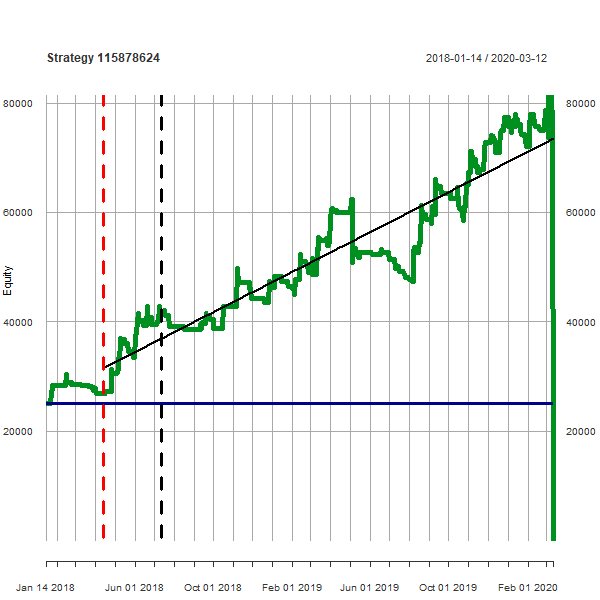 Strategy 115878624 2018-01-14 / 2020-03-12
80000 80000
60000 60000
Equity
40000 40000
20000 20000
Jan 14 2018 Jun 01 2018 Oct 01 2018 Feb 01 2019 Jun 01 2019 Oct 01 2019 Feb 01 2020